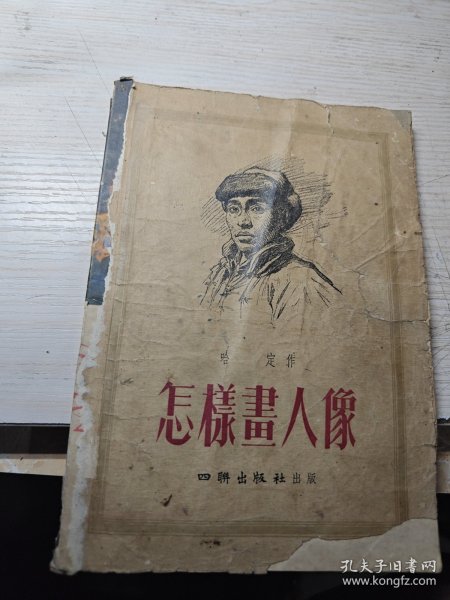 哈 定 作
怎樣畫人像
四聯出版社出版
孔夫子旧书网
www.kongfz.com